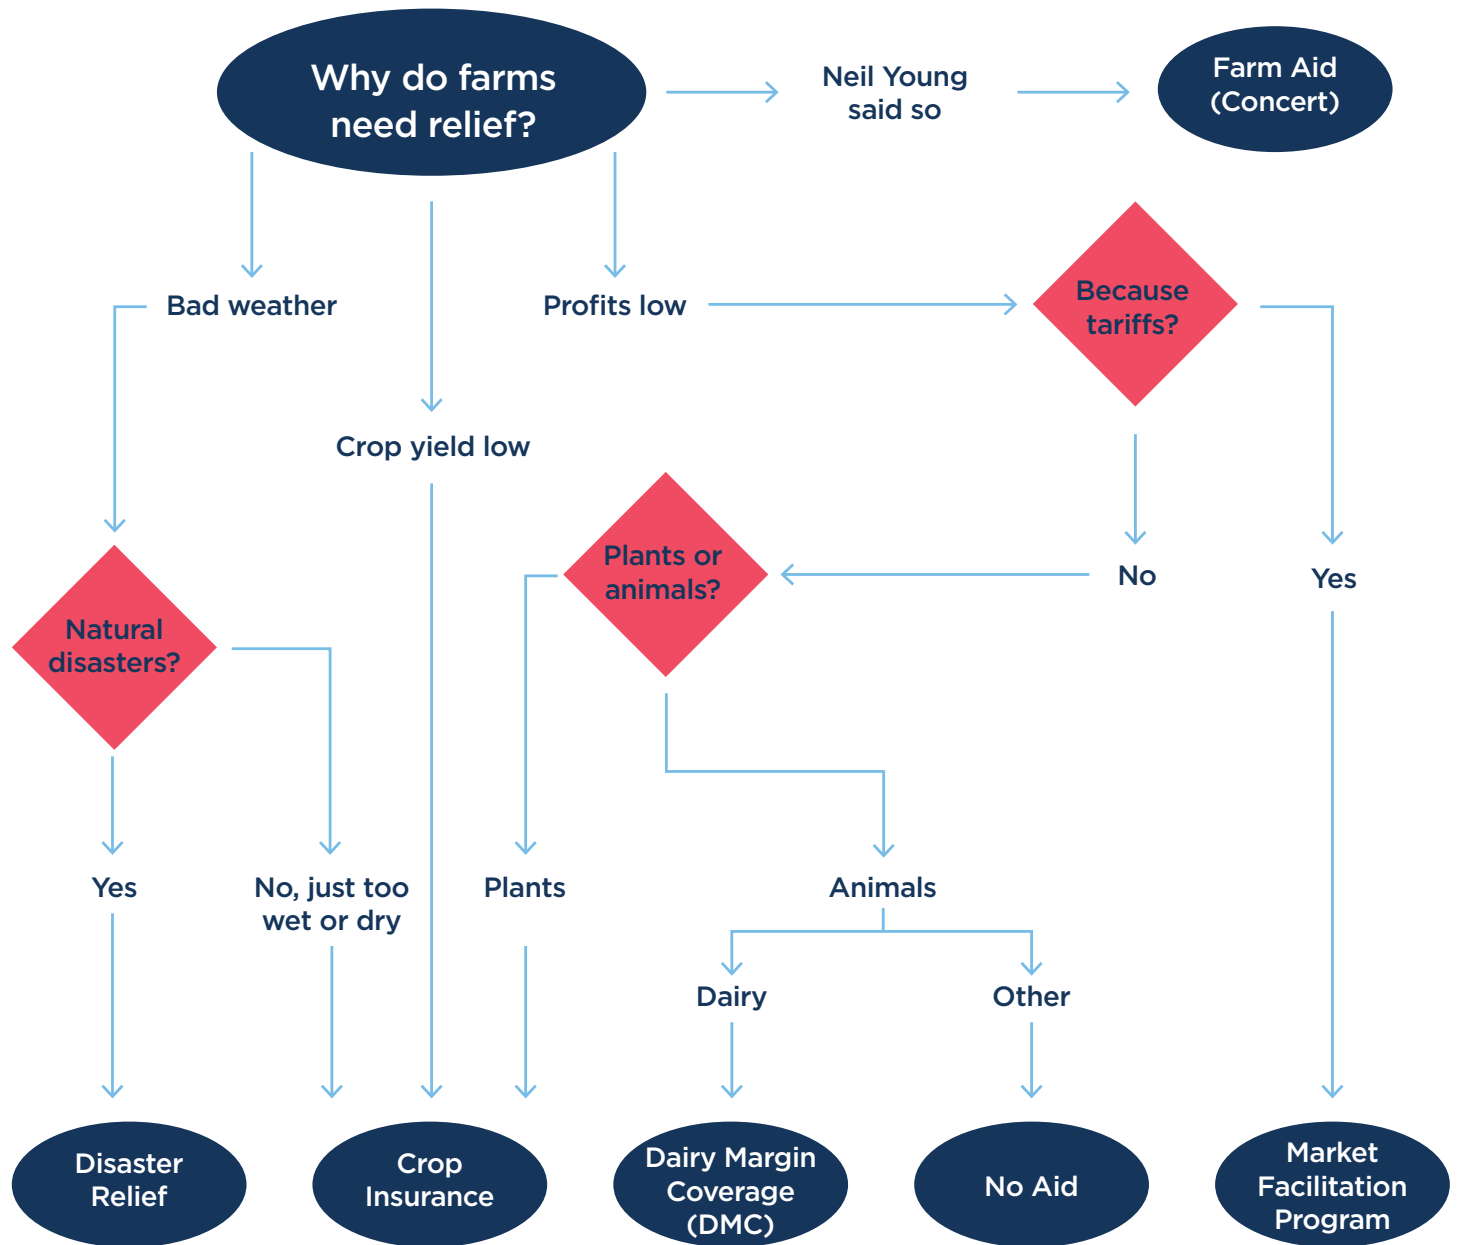 Why do farms
need relief?
Neil Young
said so
Farm Aid
(Concert)
Bad weather
Profits low
Because
tariffs?
Crop yield low
Plants or
animals?
No
Yes
Natural
disasters?
Yes
No, just too
wet or dry
Plants
Animals
Dairy
Other
Disaster
Relief
Crop
Insurance
Dairy Margin
Coverage
(DMC)
No Aid
Market
Facilitation
Program